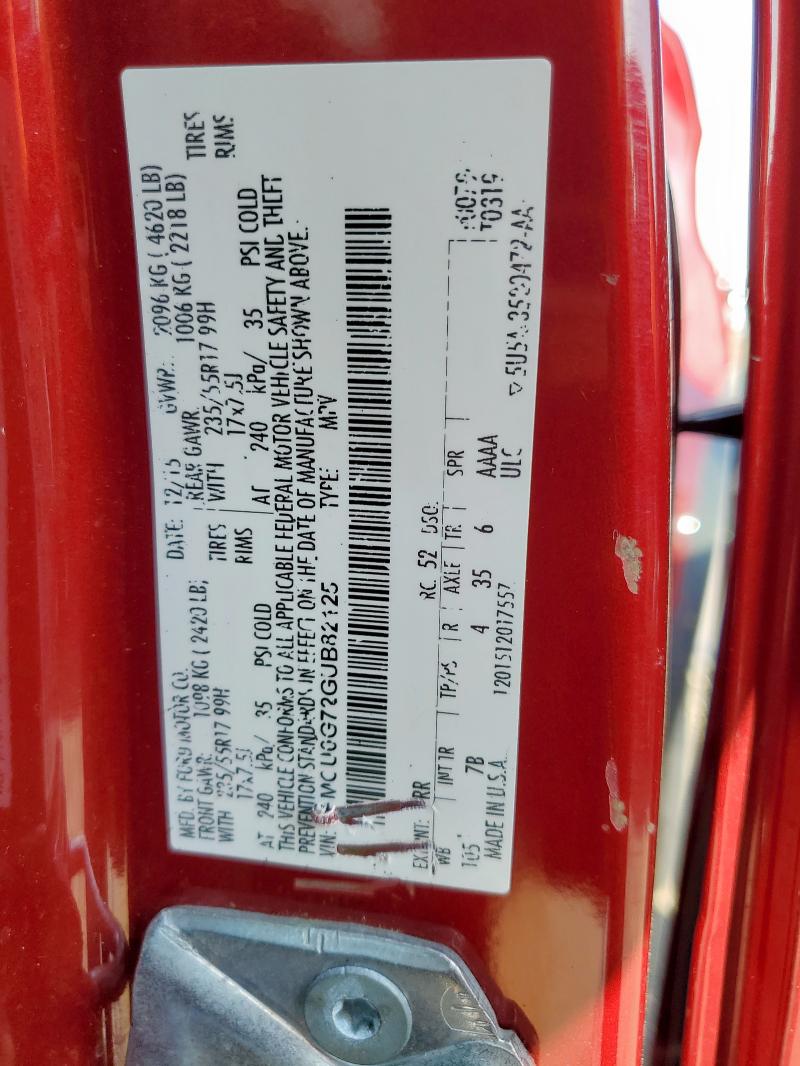 MFD. BY FORD MOTOR CO.
DATE: 12/15 GVWR: 2096 KG ( 4620 LB)
FRONT GAWR: 1098 KG ( 2420 LB) REAR GAWR: 1006 KG ( 2218 LB)
WITH 235/55R17 99H TIRES WITH 235/55R17 99H TIRES
17x7.5J RIMS 17x7.5J RIMS
AT 240 kPa/ 35 PSI COLD AT 240 kPa/ 35 PSI COLD
THIS VEHICLE CONFORMS TO ALL APPLICABLE FEDERAL MOTOR VEHICLE SAFETY AND THEFT
PREVENTION STANDARDS IN EFFECT ON THE DATE OF MANUFACTURE SHOWN ABOVE.
VIN: TYPE: MPV
EXT PNT: RR RC: 52 DSO:
WB INT TR TP/PS R AXLE TR SPR
105 7B 4 35 6 AAAA
MADE IN U.S.A. 1201512017557 ULC
T0319